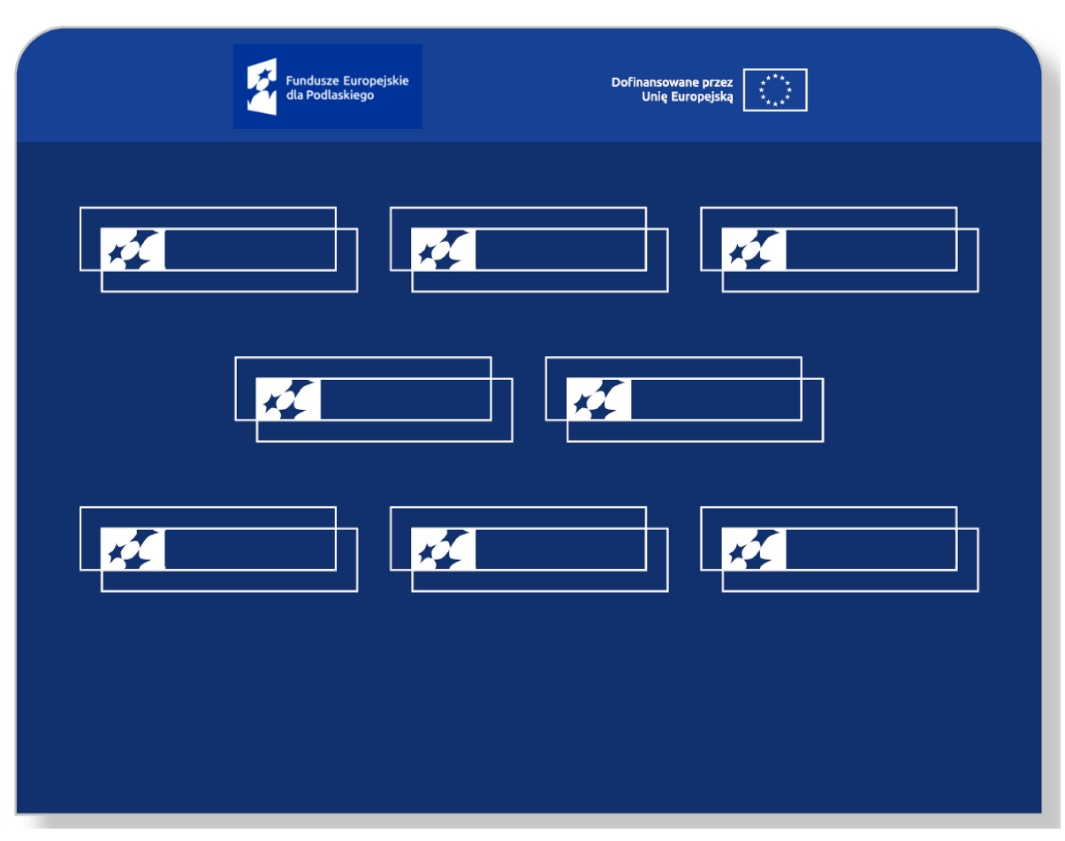 Fundusze Europejskie
dla Podlaskiego
Dofinansowane przez
Unię Europejską